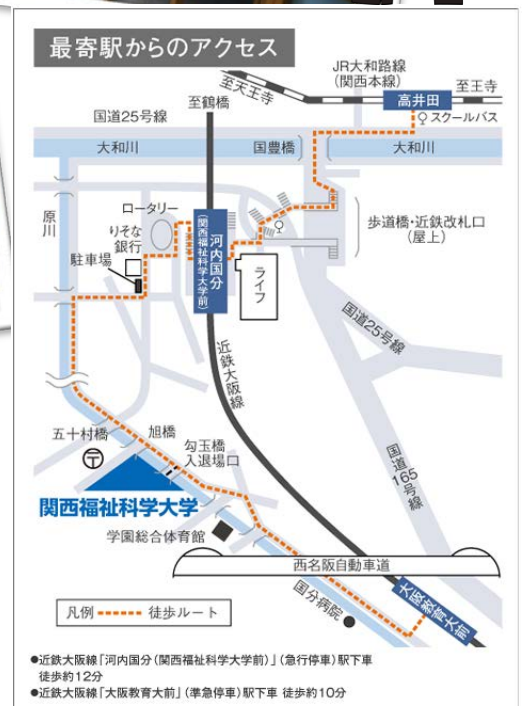 最寄駅からのアクセス
JR大和路線
(関西本線)
至天王寺
至王寺
高井田
スクールバス
国道25号線
至鶴橋
大和川
国豊橋
大和川
原川
ロータリー
りそな
銀行
駐車場
河内国分
(関西福祉科学大学前)
ライフ
歩道橋・近鉄改札口
(屋上)
国道25号線
近鉄大阪線
国道165号線
五十村橋
旭橋
勾玉橋
入退場口
〒
関西福祉科学大学
学園総合体育館
西名阪自動車道
国分病院
大阪教育大前
凡例 徒歩ルート
●近鉄大阪線「河内国分(関西福祉科学大学前)」(急行停車)駅下車
徒歩約12分
●近鉄大阪線「大阪教育大前」(準急停車)駅下車 徒歩約10分